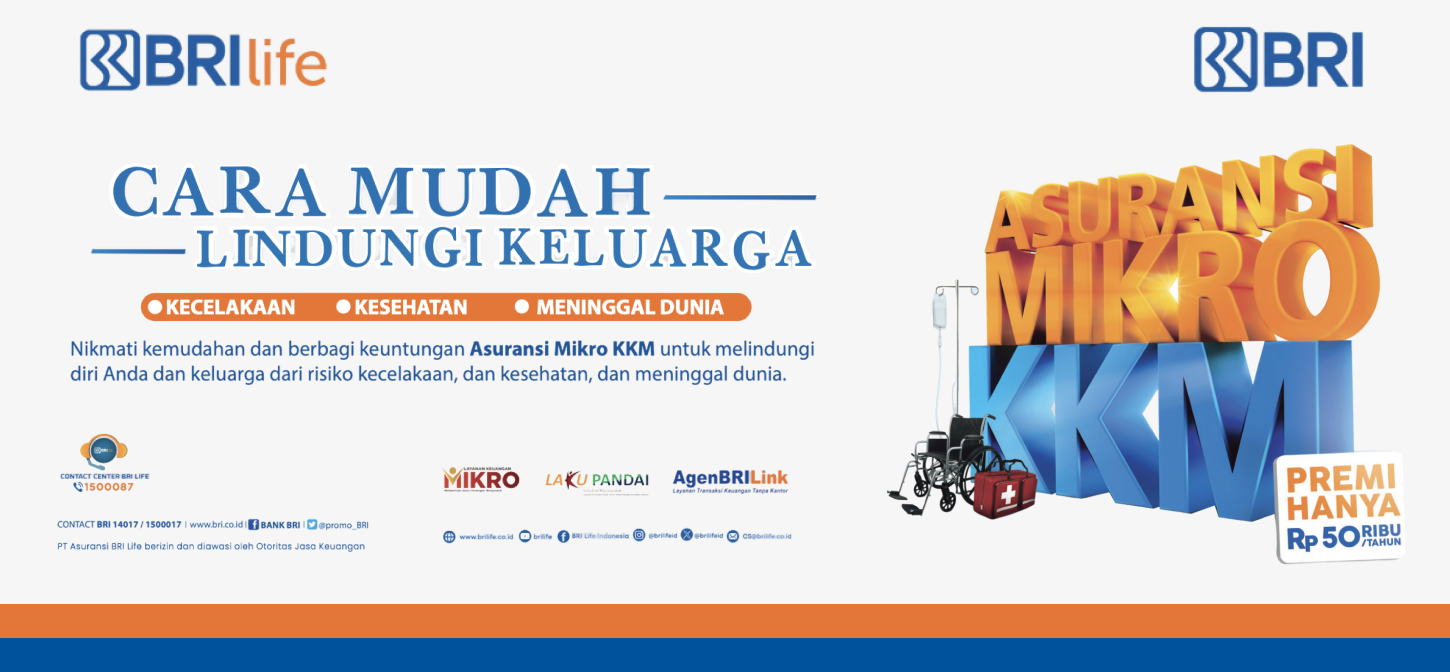 BRI life
BRI
CARA MUDAH
LINDUNGI KELUARGA
KECELAKAAN
KESEHATAN
MENINGGAL DUNIA
Nikmati kemudahan dan berbagi keuntungan Asuransi Mikro KKM untuk melindungi
diri Anda dan keluarga dari risiko kecelakaan, dan kesehatan, dan meninggal dunia.
ASURANSI
MIKRO
KKM
PREMI
HANYA
Rp 50 RIBU
/TAHUN
CONTACT CENTER BRI LIFE
1500087
LAYANAN KEUANGAN
MIKRO
LAKU PANDAI
AgenBRILink
Layanan Transaksi Keuangan Tanpa Kantor
CONTACT BRI 14017 / 1500017 | www.bri.co.id | BANK BRI | @promo_BRI
PT Asuransi BRI Life berizin dan diawasi oleh Otoritas Jasa Keuangan
www.brilife.co.id brilife BRI Life Indonesia @brilifeid @brilifeid CS@brilife.co.id